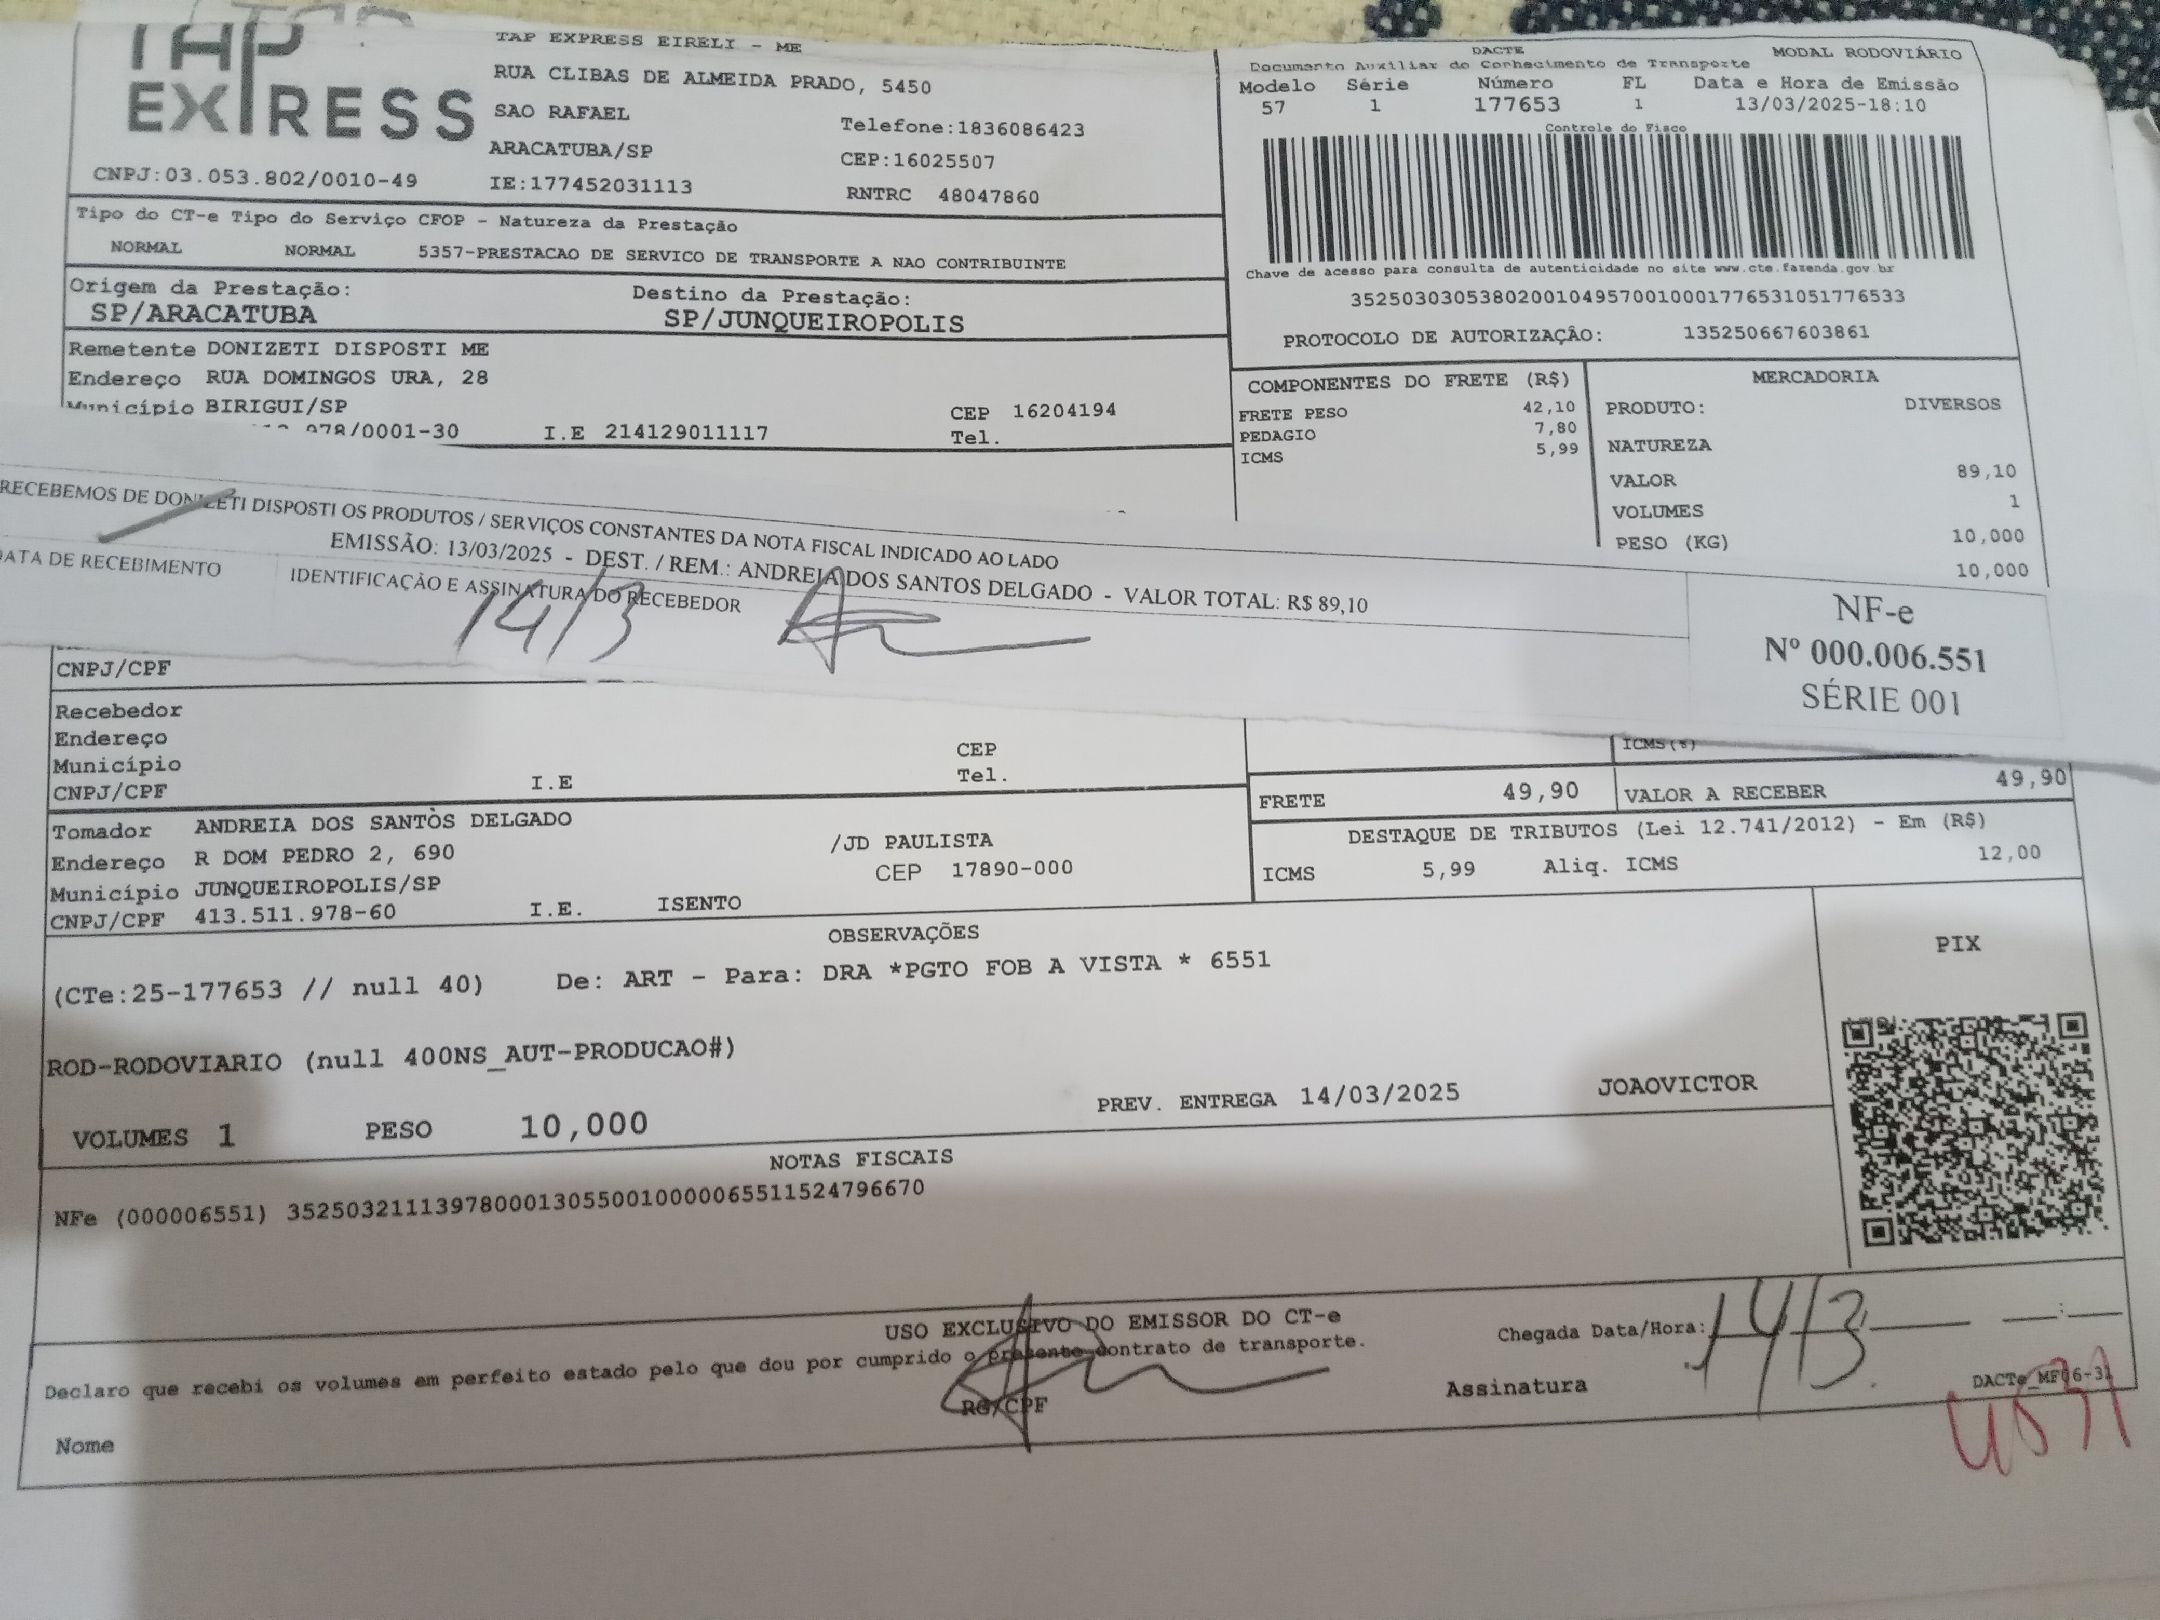 TAP
EXPRESS
TAP EXPRESS EIRELI - ME
RUA CLIBAS DE ALMEIDA PRADO, 5450
SAO RAFAEL
Telefone:1836086423
ARACATUBA/SP
CEP:16025507
CNPJ:03.053.802/0010-49
IE:177452031113
RNTRC 48047860
DACTE
MODAL RODOVIÁRIO
Documento Auxiliar do Conhecimento de Transporte
Modelo Série Número FL Data e Hora de Emissão
57 1 177653 1 13/03/2025-18:10
Controle do Fisco
Chave de acesso para consulta de autenticidade no site www.cte.fazenda.gov.br
35250303053802001049570010001776531051776533
PROTOCOLO DE AUTORIZAÇÃO: 135250667603861
Tipo do CT-e Tipo do Serviço CFOP - Natureza da Prestação
NORMAL NORMAL 5357-PRESTACAO DE SERVICO DE TRANSPORTE A NAO CONTRIBUINTE
Origem da Prestação: Destino da Prestação:
SP/ARACATUBA SP/JUNQUEIROPOLIS
Remetente DONIZETI DISPOSTI ME
Endereço RUA DOMINGOS URA, 28
Município BIRIGUI/SP CEP 16204194
978/0001-30 I.E 214129011117 Tel.
COMPONENTES DO FRETE (R$)
FRETE PESO 42,10
PEDAGIO 7,80
ICMS 5,99
MERCADORIA
PRODUTO: DIVERSOS
NATUREZA
VALOR 89,10
VOLUMES 1
PESO (KG) 10,000
10,000
RECEBEMOS DE DONIZETI DISPOSTI OS PRODUTOS / SERVIÇOS CONSTANTES DA NOTA FISCAL INDICADO AO LADO
EMISSÃO: 13/03/2025 - DEST. / REM.: ANDREIA DOS SANTOS DELGADO - VALOR TOTAL: R$ 89,10
DATA DE RECEBIMENTO IDENTIFICAÇÃO E ASSINATURA DO RECEBEDOR
14/3
NF-e
Nº 000.006.551
SÉRIE 001
CNPJ/CPF
Recebedor
Endereço CEP
Município Tel.
CNPJ/CPF I.E
ICMS(%)
FRETE 49,90 VALOR A RECEBER 49,90
Tomador ANDREIA DOS SANTOS DELGADO
Endereço R DOM PEDRO 2, 690 /JD PAULISTA
Município JUNQUEIROPOLIS/SP CEP 17890-000
CNPJ/CPF 413.511.978-60 I.E. ISENTO
DESTAQUE DE TRIBUTOS (Lei 12.741/2012) - Em (R$)
ICMS 5,99 Aliq. ICMS 12,00
OBSERVAÇÕES
(CTe:25-177653 // null 40) De: ART - Para: DRA *PGTO FOB A VISTA * 6551
ROD-RODOVIARIO (null 400NS_AUT-PRODUCAO#)
PREV. ENTREGA 14/03/2025 JOAOVICTOR
VOLUMES 1 PESO 10,000
PIX
NOTAS FISCAIS
NFe (000006551) 35250321113978000130550010000065511524796670
USO EXCLUSIVO DO EMISSOR DO CT-e
Declaro que recebi os volumes em perfeito estado pelo que dou por cumprido o presente contrato de transporte.
Chegada Data/Hora: 14/3
Nome RG/CPF Assinatura
DACTe_MF06-31